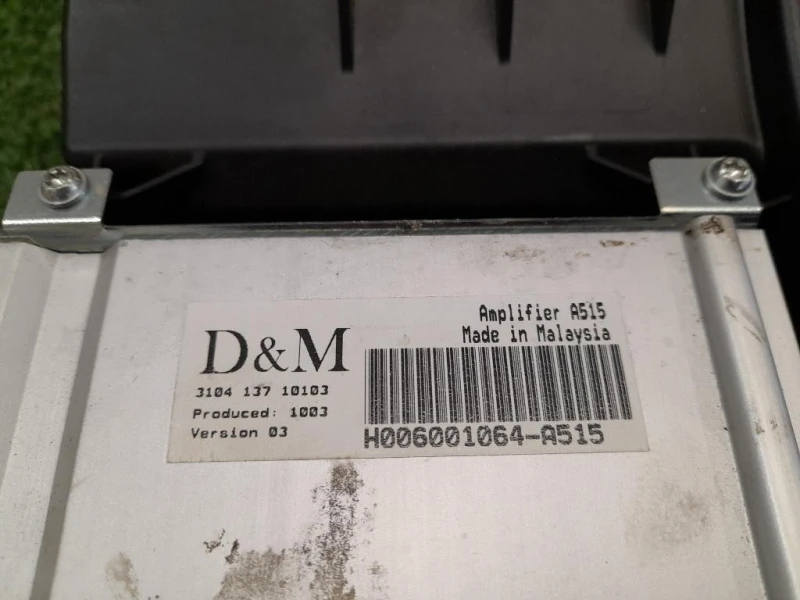 D&M
3104 137 10103
Produced: 1003
Version 03
Amplifier A515
Made in Malaysia
H006001064-A515